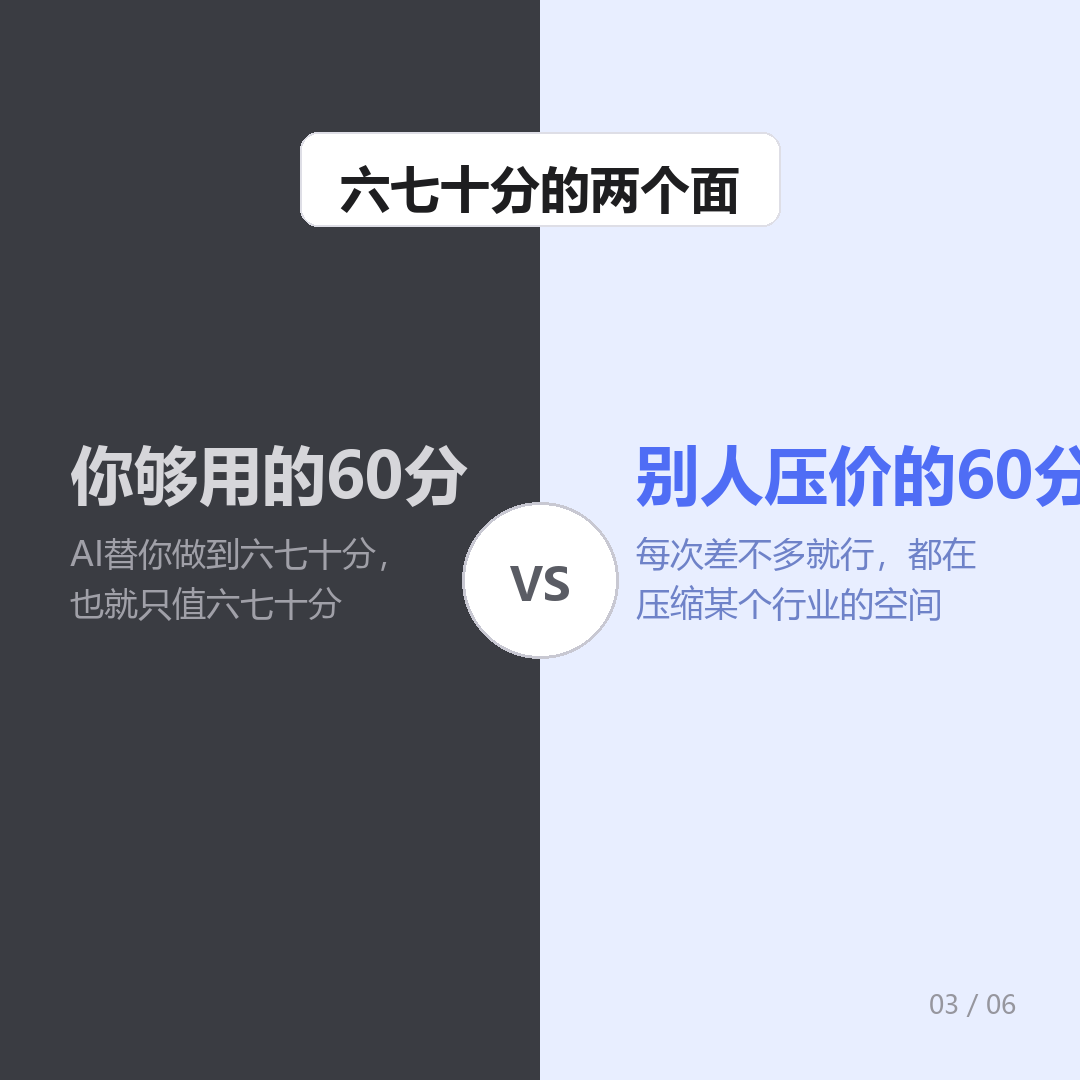 六七十分的两个面
你够用的60分
AI替你做到六七十分，
也就只值六七十分
VS
别人压价的60分
每次差不多就行，都在
压缩某个行业的空间
03 / 06